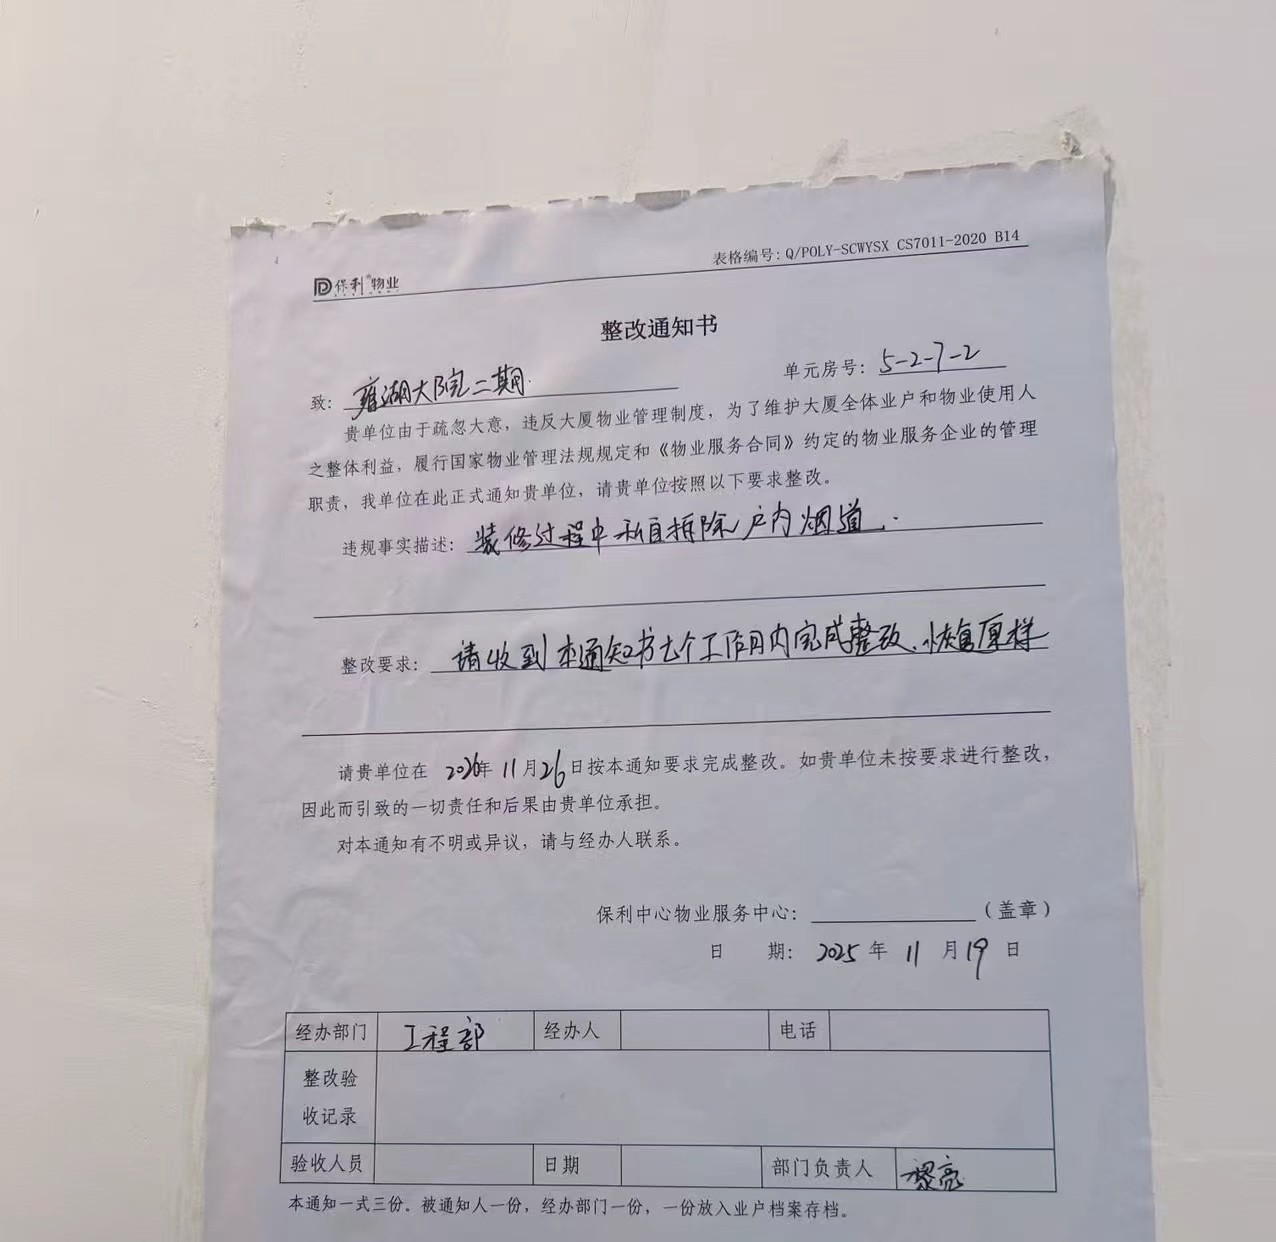 表格编号：Q/POLY-SCWYSX CS7011-2020 B14
保利物业
整改通知书
致：雍湖大院二期. 单元房号：5-2-7-2
贵单位由于疏忽大意，违反大厦物业管理制度，为了维护大厦全体业户和物业使用人
之整体利益，履行国家物业管理法规规定和《物业服务合同》约定的物业服务企业的管理
职责，我单位在此正式通知贵单位，请贵单位按照以下要求整改。
违规事实描述：装修过程中私自拆除户内烟道.
整改要求：请收到本通知书七个工作日内完成整改、恢复原样
请贵单位在 2026年 11月26日按本通知要求完成整改。如贵单位未按要求进行整改，
因此而引致的一切责任和后果由贵单位承担。
对本通知有不明或异议，请与经办人联系。
保利中心物业服务中心：（盖章）
日 期：2025 年 11 月 19 日
经办部门 工程部 经办人 电话
整改验
收记录
验收人员 日期 部门负责人 黎亮
本通知一式三份。被通知人一份，经办部门一份，一份放入业户档案存档。